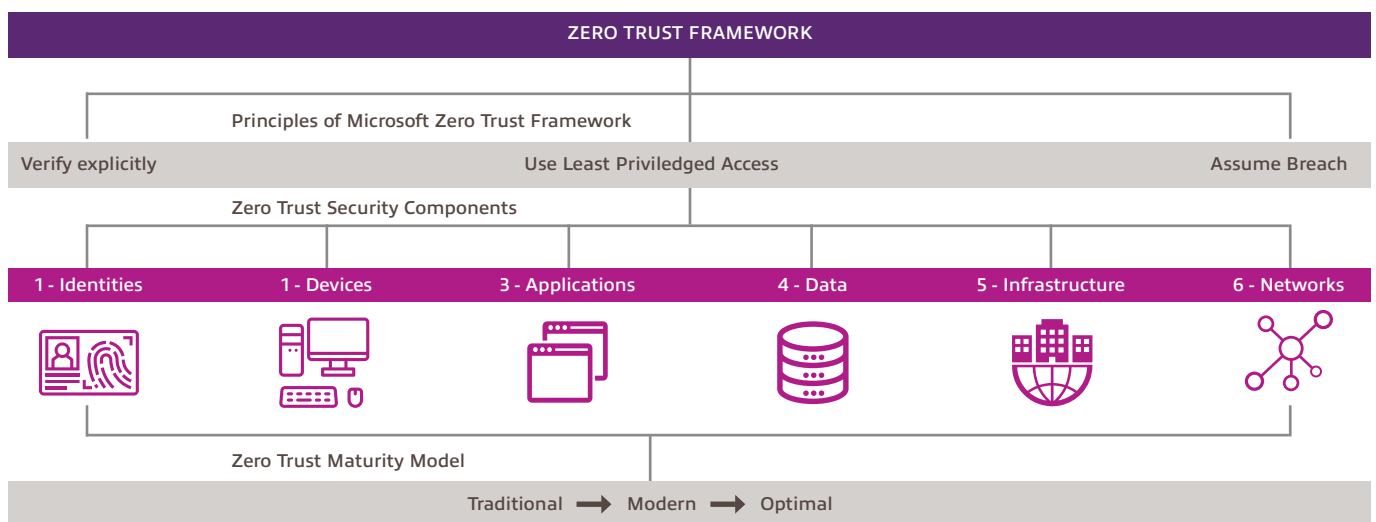 ZERO TRUST FRAMEWORK
Principles of Microsoft Zero Trust Framework
Verify explicitly
Use Least Priviledged Access
Assume Breach
Zero Trust Security Components
1 - Identities
1 - Devices
3 - Applications
4 - Data
5 - Infrastructure
6 - Networks
Zero Trust Maturity Model
Traditional → Modern → Optimal